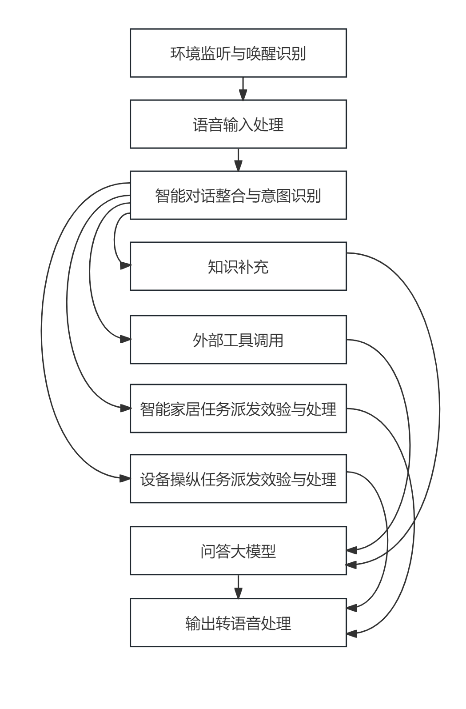 环境监听与唤醒识别
语音输入处理
智能对话整合与意图识别
知识补充
外部工具调用
智能家居任务派发效验与处理
设备操纵任务派发效验与处理
问答大模型
输出转语音处理